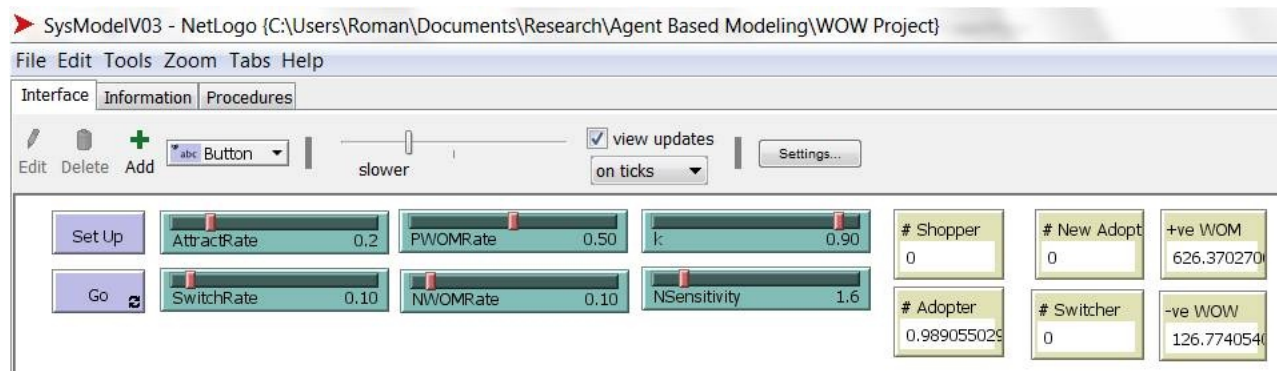 SysModelV03 - NetLogo {C:\Users\Roman\Documents\Research\Agent Based Modeling\WOW Project}
File Edit Tools Zoom Tabs Help
Interface Information Procedures
Edit Delete Add abc Button slower view updates on ticks Settings...
Set Up AttractRate 0.2 PWOMRate 0.50 k 0.90 # Shopper 0 # New Adopt 0 +ve WOM 626.370270
Go SwitchRate 0.10 NWOMRate 0.10 NSensitivity 1.6 # Adopter 0.989055029 # Switcher 0 -ve WOW 126.774054